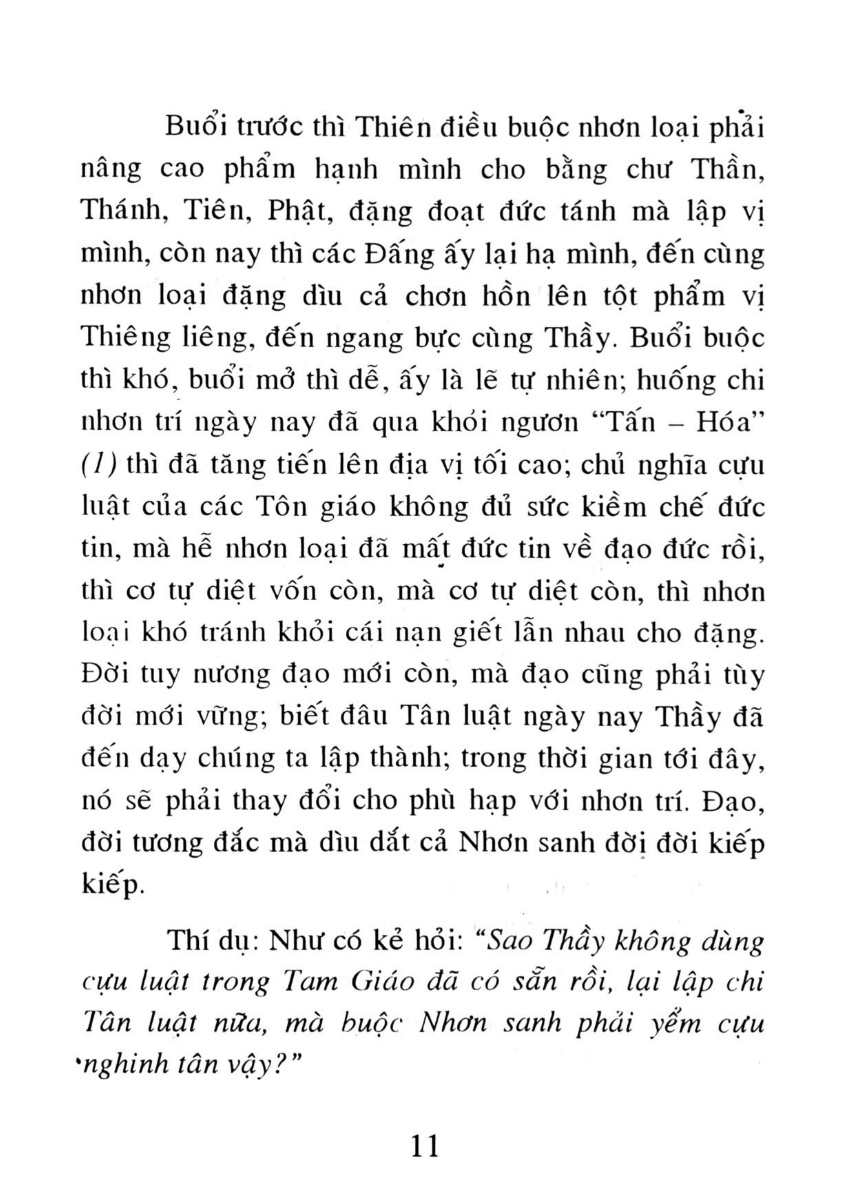 Buổi trước thì Thiên điều buộc nhơn loại phải
nâng cao phẩm hạnh mình cho bằng chư Thần,
Thánh, Tiên, Phật, đặng đoạt đức tánh mà lập vị
mình, còn nay thì các Đấng ấy lại hạ mình, đến cùng
nhơn loại đặng dìu cả chơn hồn lên tột phẩm vị
Thiêng liêng, đến ngang bực cùng Thầy. Buổi buộc
thì khó, buổi mở thì dễ, ấy là lẽ tự nhiên; huống chi
nhơn trí ngày nay đã qua khỏi ngươn “Tấn – Hóa”
(1) thì đã tăng tiến lên địa vị tối cao; chủ nghĩa cựu
luật của các Tôn giáo không đủ sức kiềm chế đức
tin, mà hễ nhơn loại đã mất đức tin về đạo đức rồi,
thì cơ tự diệt vốn còn, mà cơ tự diệt còn, thì nhơn
loại khó tránh khỏi cái nạn giết lẫn nhau cho đặng.
Đời tuy nương đạo mới còn, mà đạo cũng phải tùy
đời mới vững; biết đâu Tân luật ngày nay Thầy đã
đến dạy chúng ta lập thành; trong thời gian tới đây,
nó sẽ phải thay đổi cho phù hạp với nhơn trí. Đạo,
đời tương đắc mà dìu dắt cả Nhơn sanh đời đời kiếp
kiếp.
Thí dụ: Như có kẻ hỏi: “Sao Thầy không dùng
cựu luật trong Tam Giáo đã có sẵn rồi, lại lập chi
Tân luật nữa, mà buộc Nhơn sanh phải yểm cựu
nghinh tân vậy?”
11